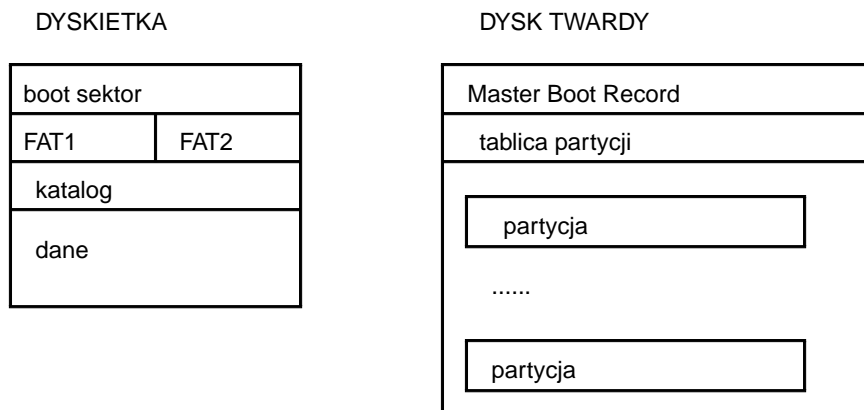 DYSKIETKA
boot sektor
FAT1 FAT2
katalog
dane
DYSK TWARDY
Master Boot Record
tablica partycji
partycja
......
partycja